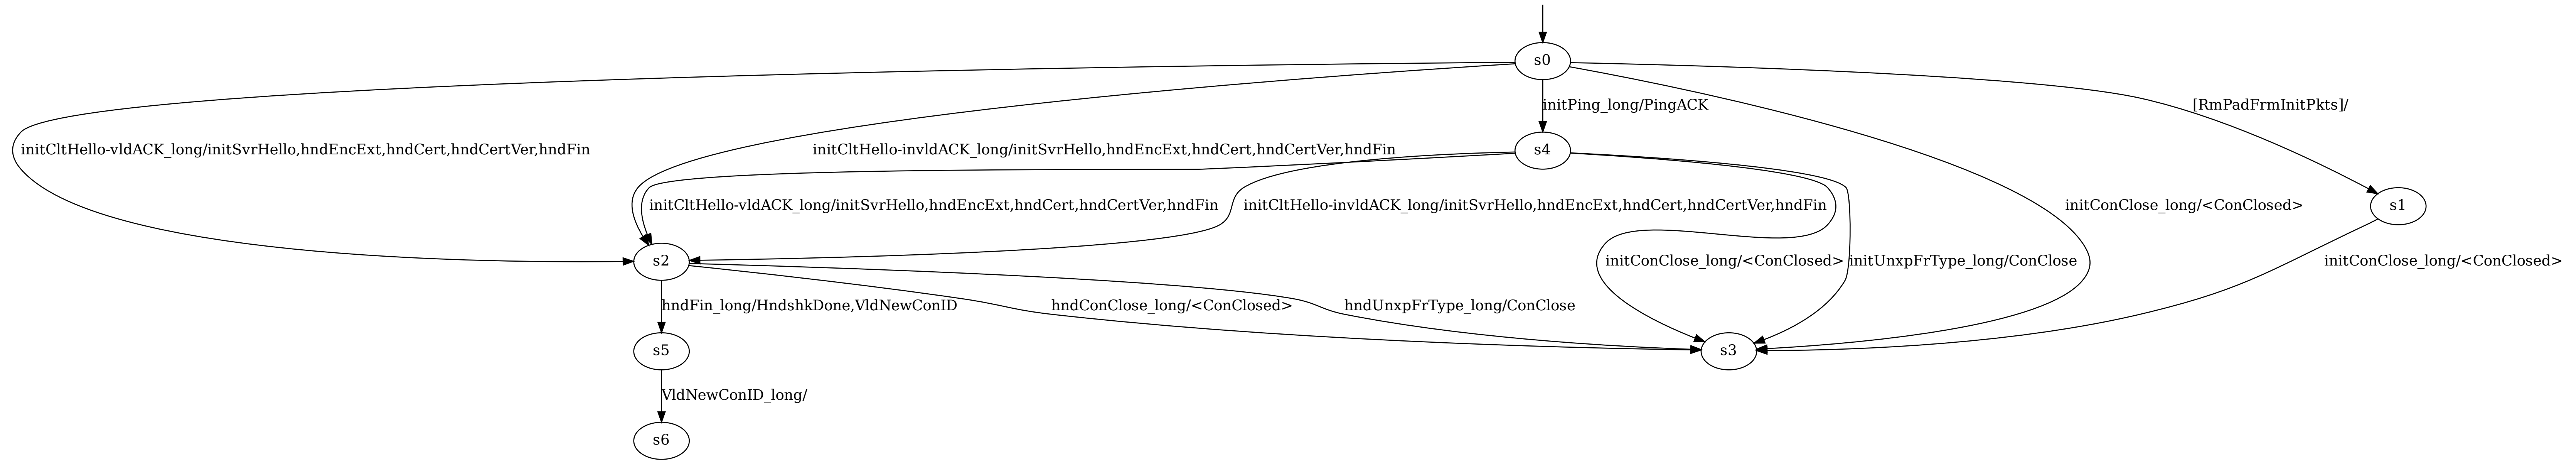 s0
initPing_long/PingACK
[RmPadFrmInitPkts]/
initCltHello-vldACK_long/initSvrHello,hndEncExt,hndCert,hndCertVer,hndFin
initCltHello-invldACK_long/initSvrHello,hndEncExt,hndCert,hndCertVer,hndFin
s4
initCltHello-vldACK_long/initSvrHello,hndEncExt,hndCert,hndCertVer,hndFin
initCltHello-invldACK_long/initSvrHello,hndEncExt,hndCert,hndCertVer,hndFin
initConClose_long/<ConClosed>
s1
s2
initConClose_long/<ConClosed>
initUnxpFrType_long/ConClose
initConClose_long/<ConClosed>
hndFin_long/HndshkDone,VldNewConID
hndConClose_long/<ConClosed>
hndUnxpFrType_long/ConClose
s5
s3
VldNewConID_long/
s6